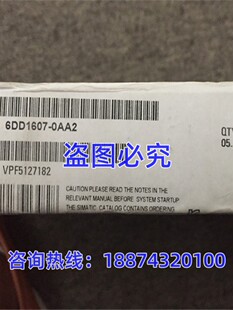 6DD1607-0AA2
QTY
05.
盗图必究
VPF5127182
CAUTION:PLEASE READ THE NOTES IN THE
RELEVANT MANUAL BEFORE SYSTEM STARTUP
THE SIMATIC CATALOG CONTAINS ORDERING
咨询热线：18874320100